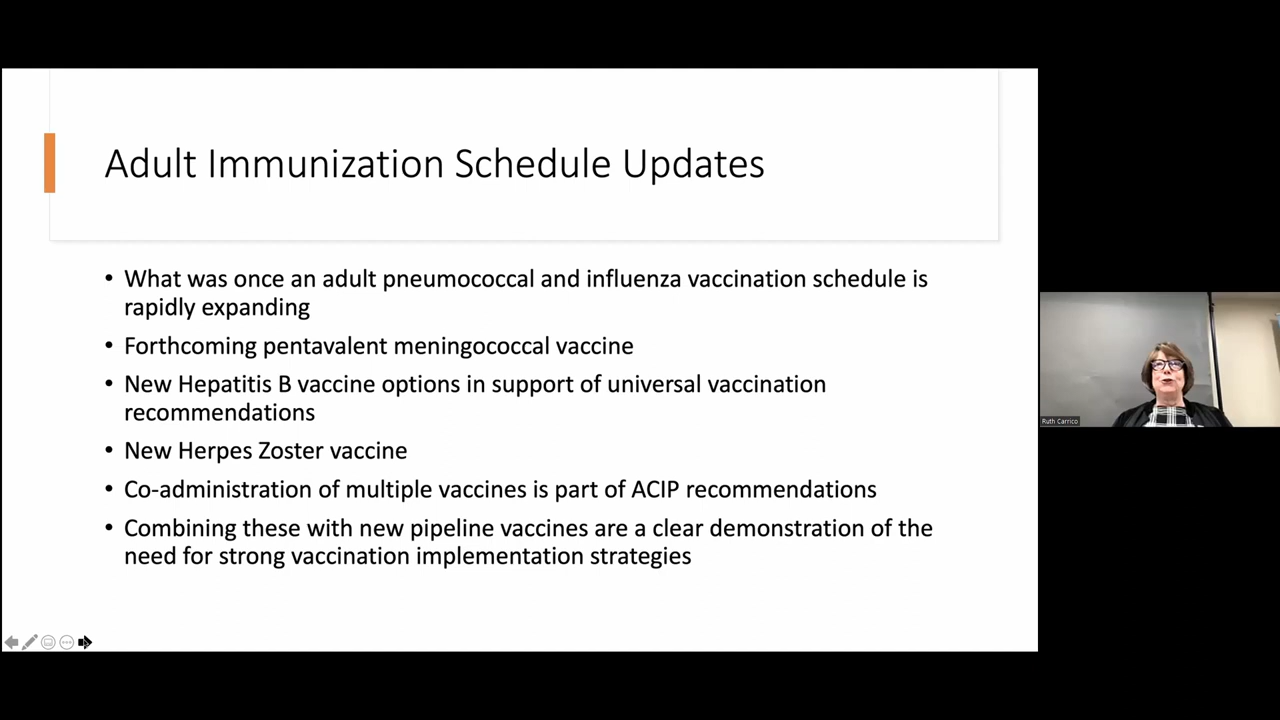 Adult Immunization Schedule Updates
• What was once an adult pneumococcal and influenza vaccination schedule is
rapidly expanding
• Forthcoming pentavalent meningococcal vaccine
• New Hepatitis B vaccine options in support of universal vaccination
recommendations
• New Herpes Zoster vaccine
• Co-administration of multiple vaccines is part of ACIP recommendations
• Combining these with new pipeline vaccines are a clear demonstration of the
need for strong vaccination implementation strategies
Ruth Carrico